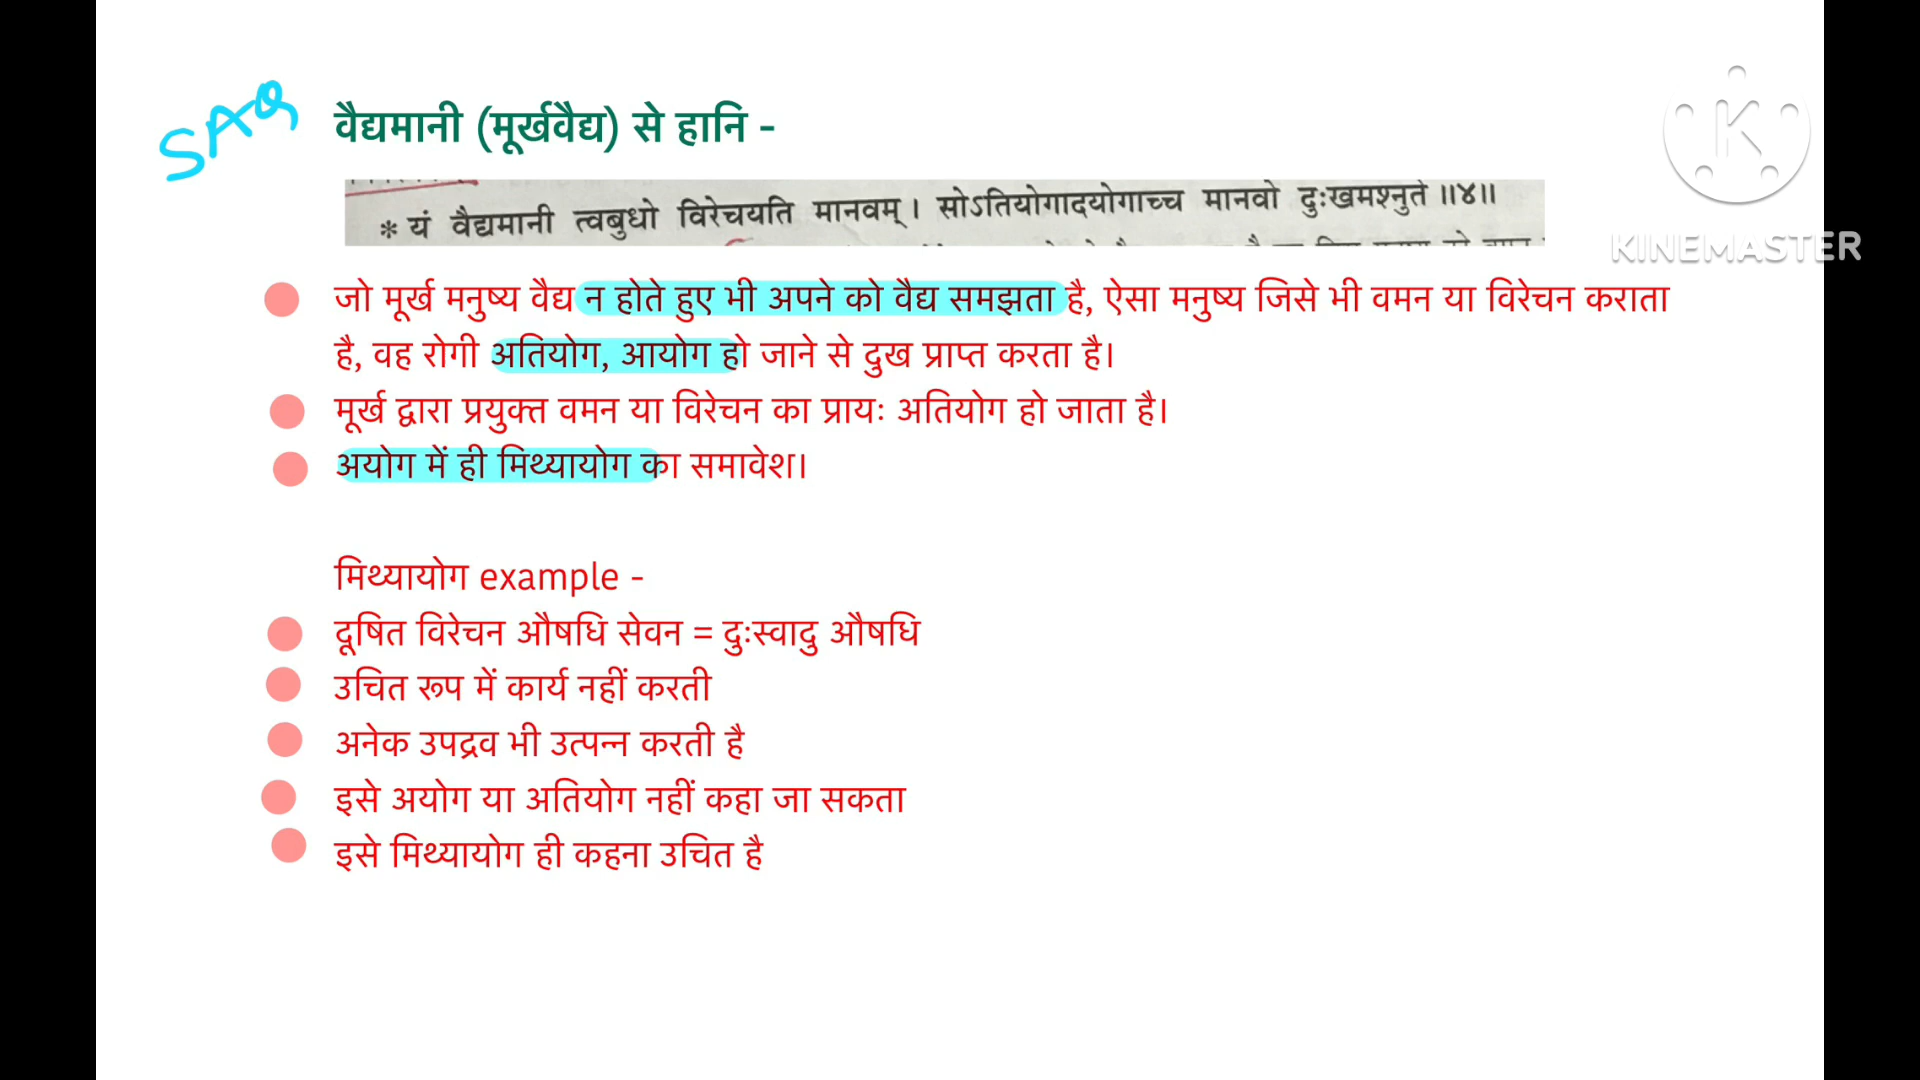 SAQ
वैद्यमानी (मूर्खवैद्य) से हानि -
KINEMASTER
* यं वैद्यमानी त्वबुधो विरेचयति मानवम्। सोऽतियोगादयोगाच्च मानवो दुःखमश्नुते ॥४॥
जो मूर्ख मनुष्य वैद्य न होते हुए भी अपने को वैद्य समझता है, ऐसा मनुष्य जिसे भी वमन या विरेचन कराता
है, वह रोगी अतियोग, आयोग हो जाने से दुख प्राप्त करता है।
मूर्ख द्वारा प्रयुक्त वमन या विरेचन का प्रायः अतियोग हो जाता है।
अयोग में ही मिथ्यायोग का समावेश।
मिथ्यायोग example -
दूषित विरेचन औषधि सेवन = दुःस्वादु औषधि
उचित रूप में कार्य नहीं करती
अनेक उपद्रव भी उत्पन्न करती है
इसे अयोग या अतियोग नहीं कहा जा सकता
इसे मिथ्यायोग ही कहना उचित है